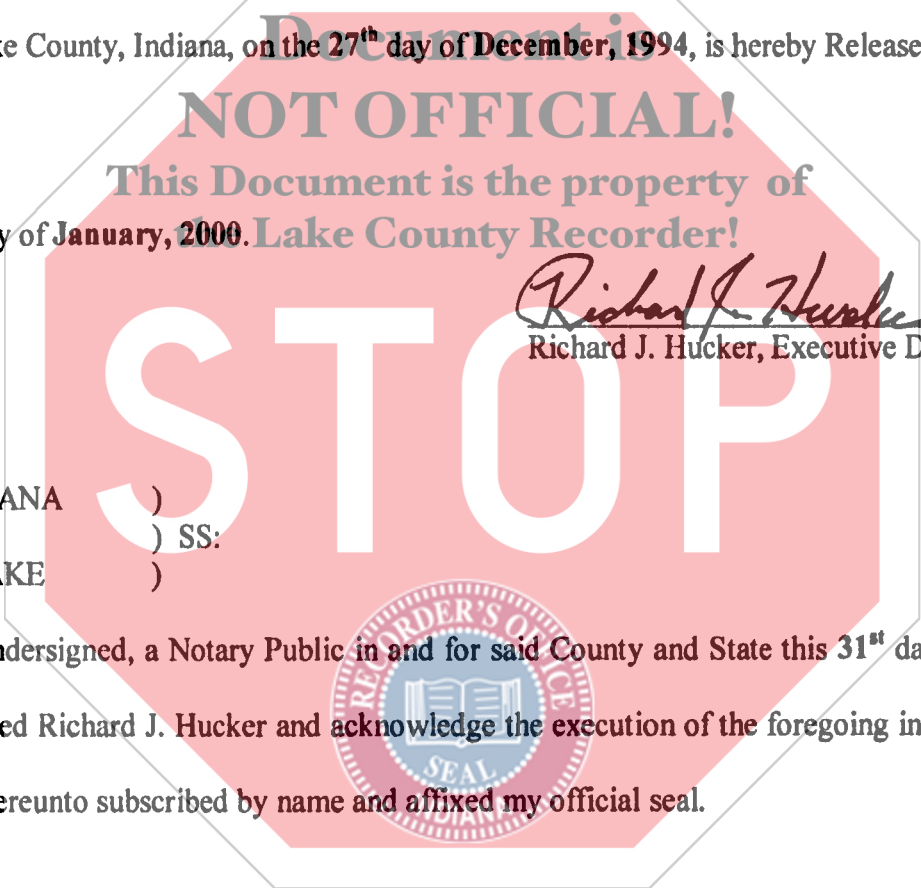 Document is
ke County, Indiana, on the 27th day of December, 1994, is hereby Release
NOT OFFICIAL!
This Document is the property of
the Lake County Recorder!
y of January, 2000.
Richard J. Hucker
Richard J. Hucker, Executive D
STOP
ANA )
) SS:
AKE )
RECORDER'S OFFICE
SEAL
INDIANA
ndersigned, a Notary Public in and for said County and State this 31st da
ed Richard J. Hucker and acknowledge the execution of the foregoing in
ereunto subscribed by name and affixed my official seal.